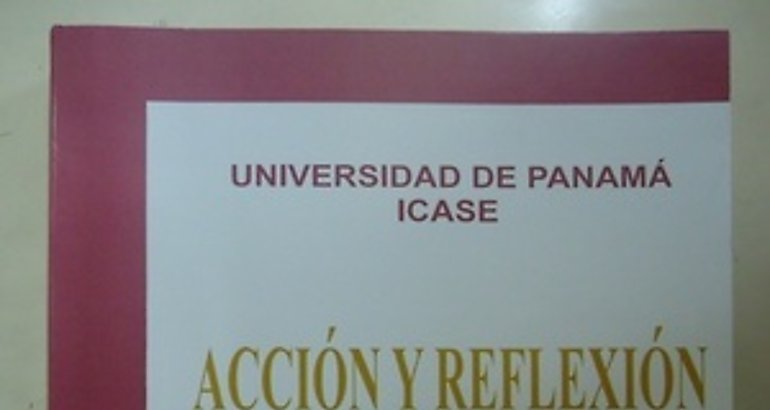 UNIVERSIDAD DE PANAMÁ
ICASE
ACCIÓN Y REFLEXIÓN